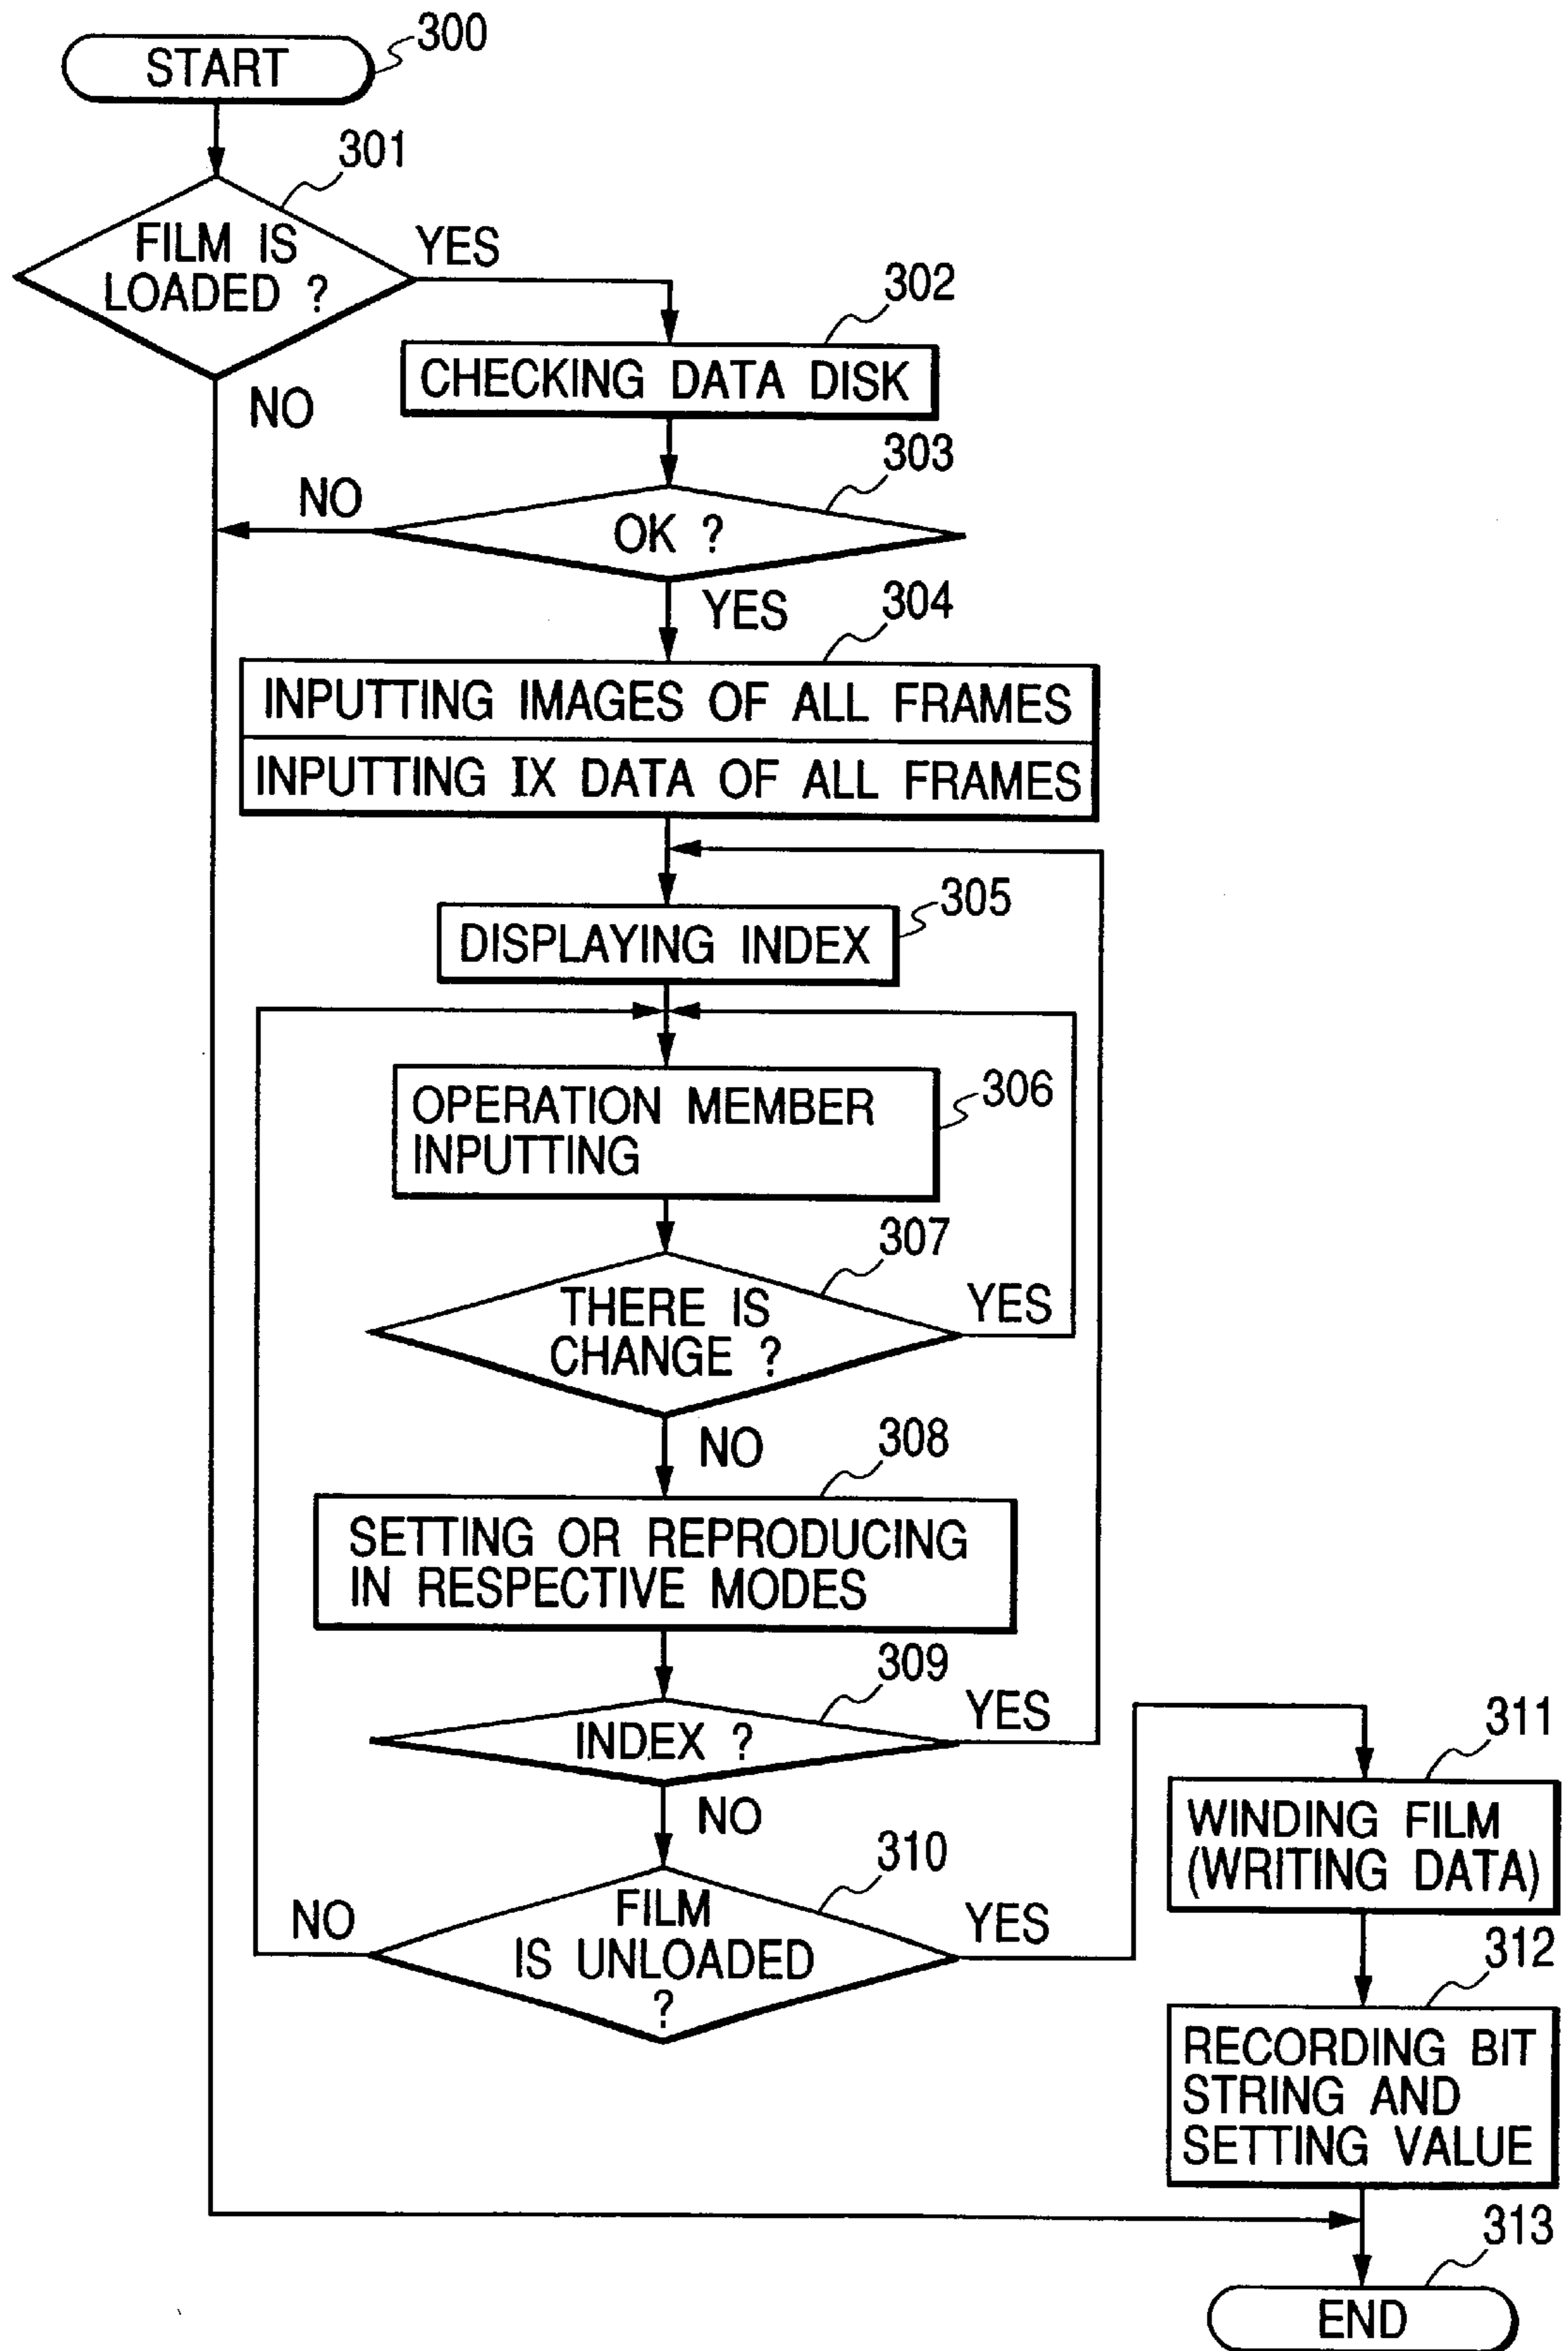 300
START
301
FILM IS
LOADED ?
YES
NO
302
CHECKING DATA DISK
303
NO
OK ?
YES
304
INPUTTING IMAGES OF ALL FRAMES
INPUTTING IX DATA OF ALL FRAMES
305
DISPLAYING INDEX
306
OPERATION MEMBER
INPUTTING
307
THERE IS
CHANGE ?
YES
NO
308
SETTING OR REPRODUCING
IN RESPECTIVE MODES
309
INDEX ?
YES
NO
310
FILM
IS UNLOADED
?
NO
YES
311
WINDING FILM
(WRITING DATA)
312
RECORDING BIT
STRING AND
SETTING VALUE
313
END